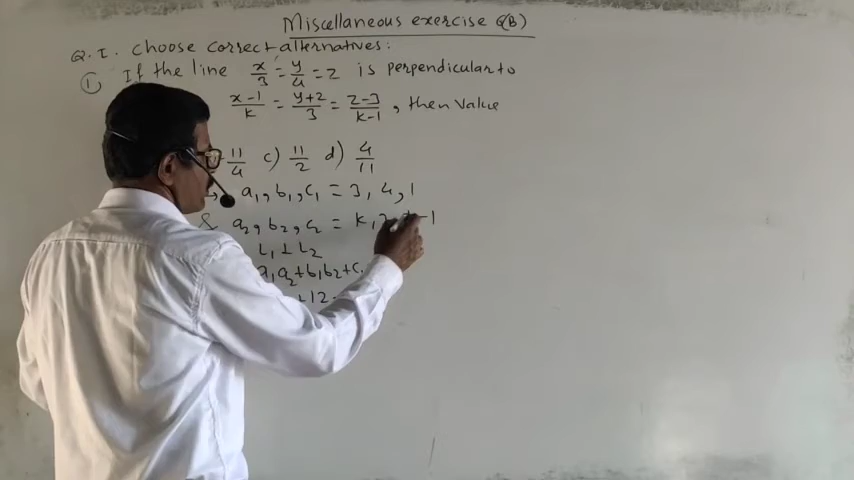 Miscellaneous exercise 6(B)
Q. I. Choose correct alternatives:
① If the line x/3 = y/4 = z is perpendicular to
x-1/k = y+2/3 = z-3/k-1, then value
11/4 c) 11/2 d) 4/11
a₁, b₁, c₁ = 3, 4, 1
& a₂, b₂, c₂ = k, -1
L₁ ⊥ L₂
a₁a₂+b₁b₂+c
+12